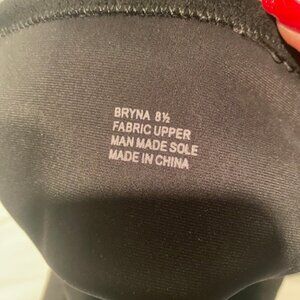 BRYNA 8½
FABRIC UPPER
MAN MADE SOLE
MADE IN CHINA